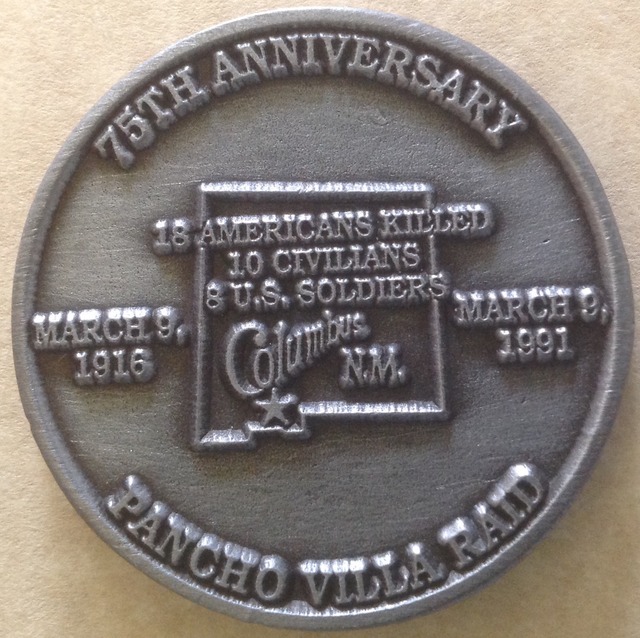 75TH ANNIVERSARY
18 AMERICANS KILLED
10 CIVILIANS
8 U.S. SOLDIERS
MARCH 9,
1916
Columbus
N.M.
MARCH 9,
1991
PANCHO VILLA RAID